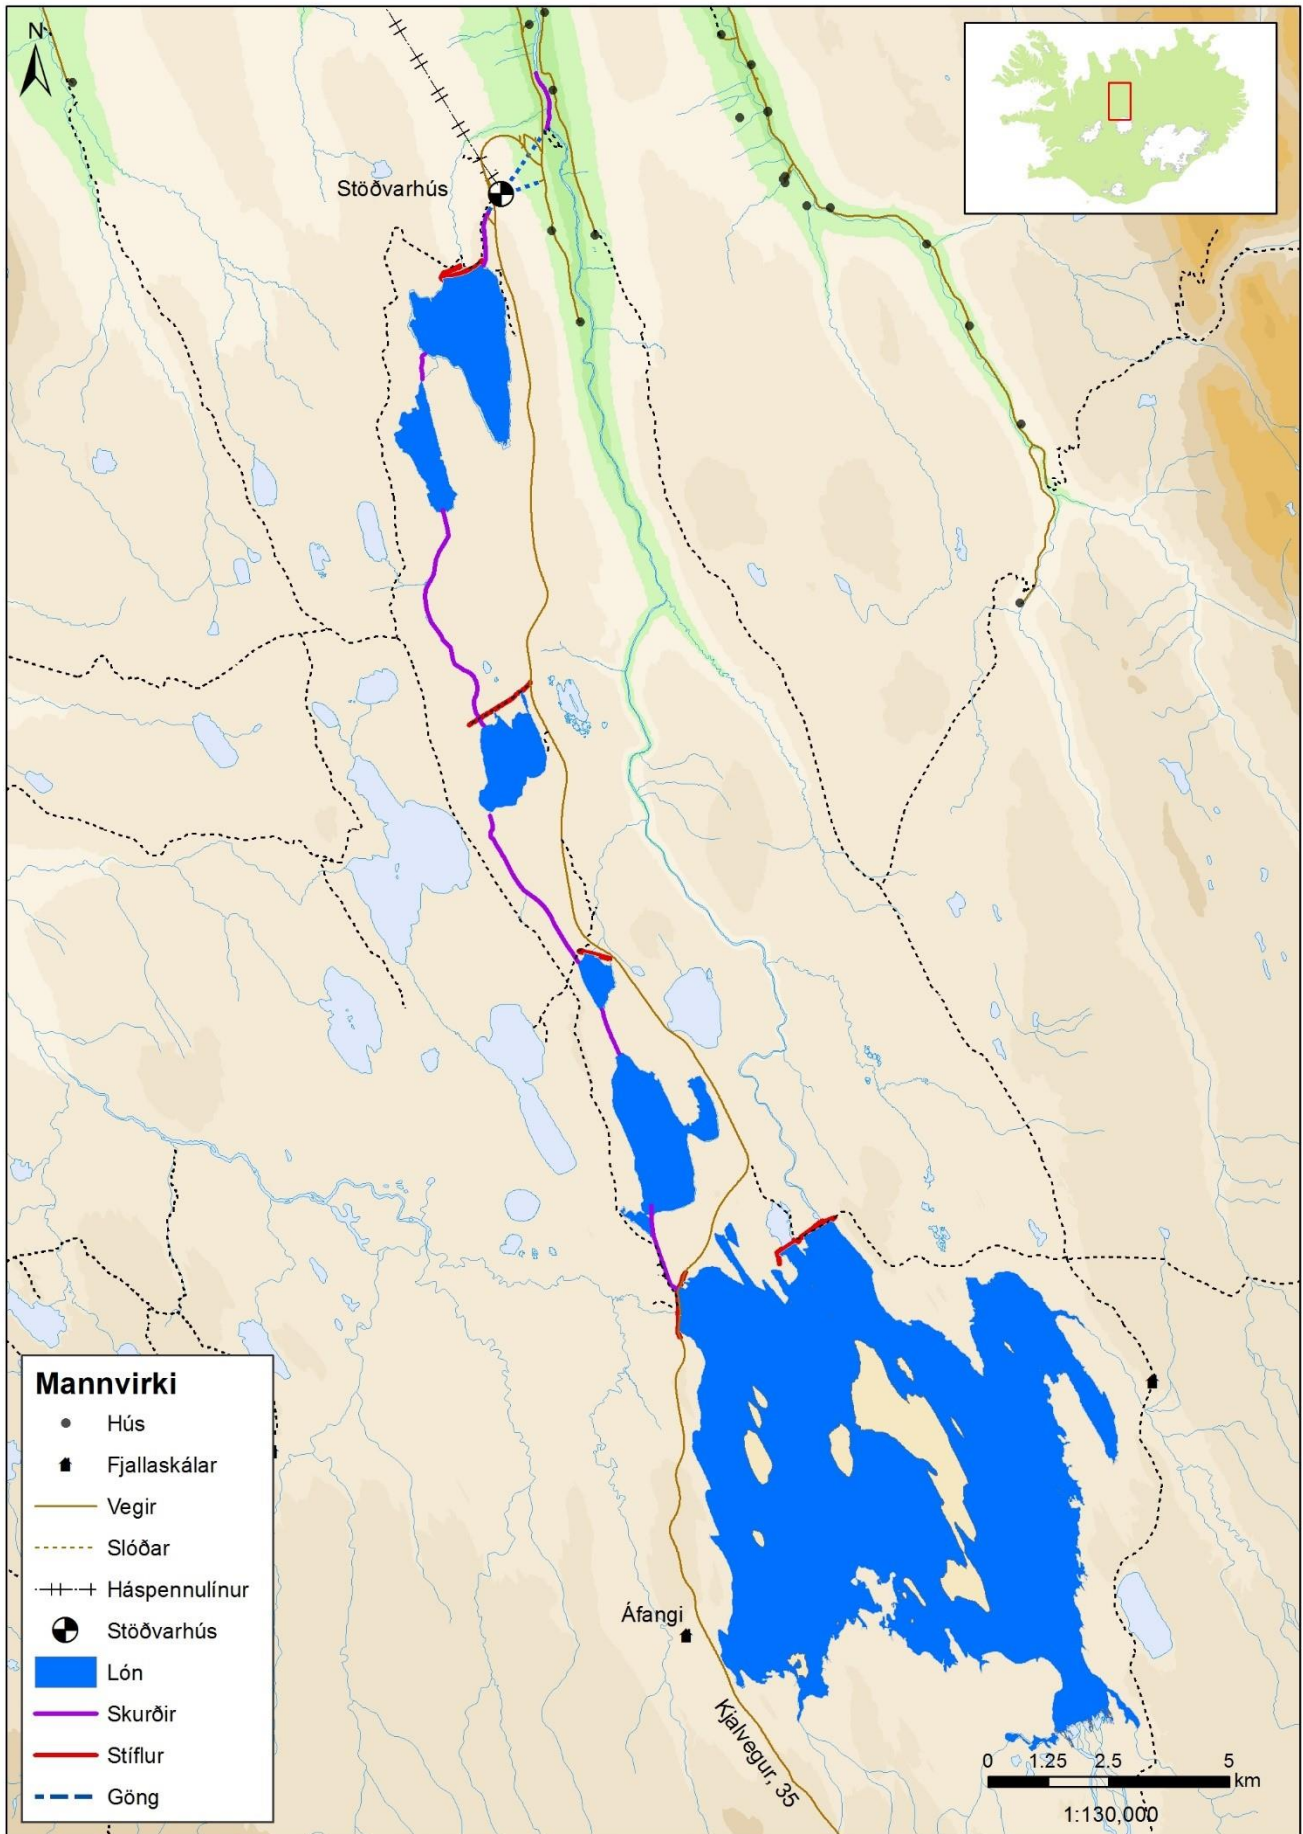 N
Stöðvarhús
Áfangi
Kjalvegur, 35
Mannvirki
Hús
Fjallaskálar
Vegir
Slóðar
Háspennulínur
Stöðvarhús
Lón
Skurðir
Stíflur
Göng
0 1.25 2.5 5
km
1:130,000